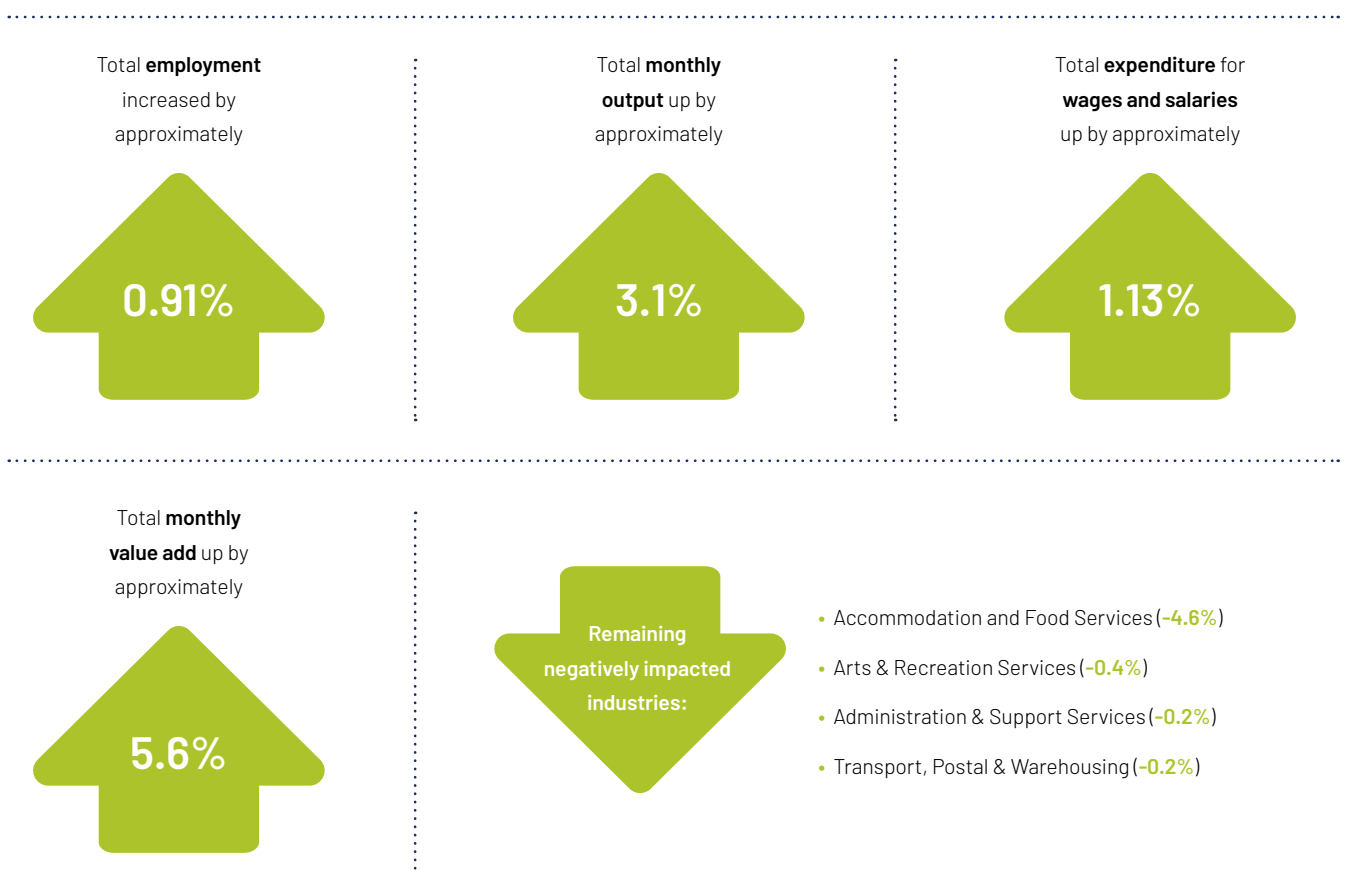 Total employment
increased by
approximately
0.91%
Total monthly
output up by
approximately
3.1%
Total expenditure for
wages and salaries
up by approximately
1.13%
Total monthly
value add up by
approximately
5.6%
Remaining
negatively impacted
industries:
• Accommodation and Food Services (-4.6%)
• Arts & Recreation Services (-0.4%)
• Administration & Support Services (-0.2%)
• Transport, Postal & Warehousing (-0.2%)